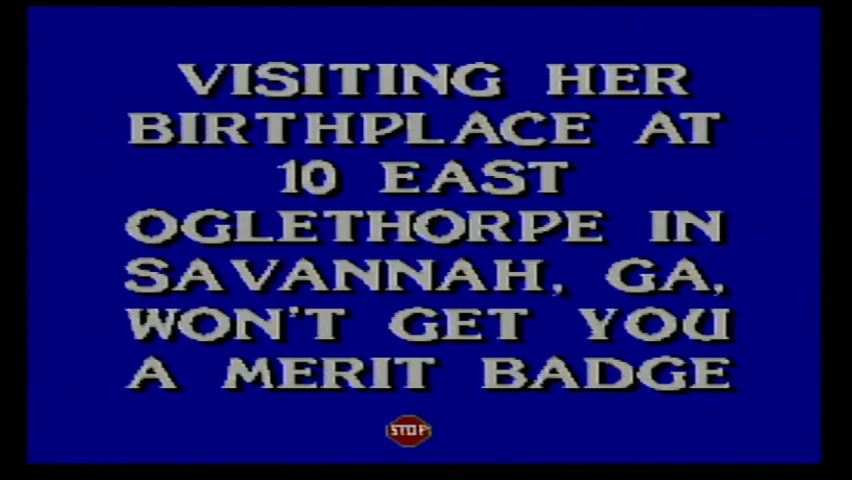 VISITING HER
BIRTHPLACE AT
10 EAST
OGLETHORPE IN
SAVANNAH, GA,
WON'T GET YOU
A MERIT BADGE
STOP